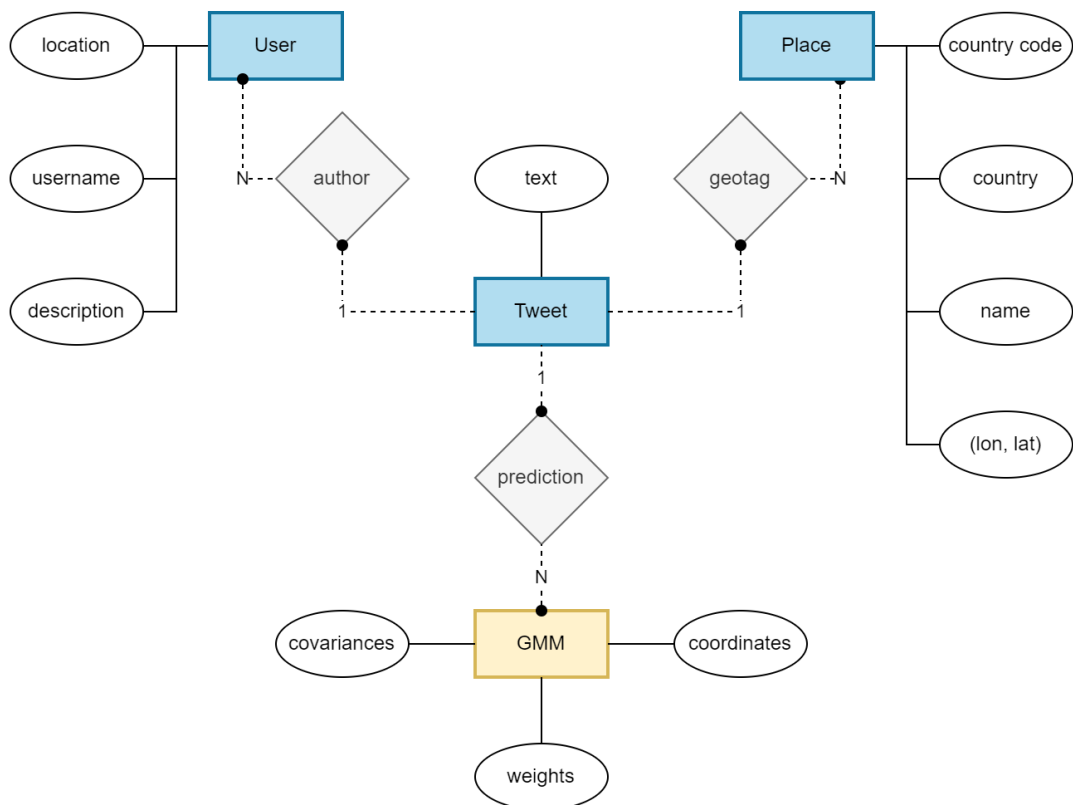 location
User
Place
country code
username
N
author
text
geotag
N
country
description
1
Tweet
1
name
1
(lon, lat)
prediction
N
covariances
GMM
coordinates
weights